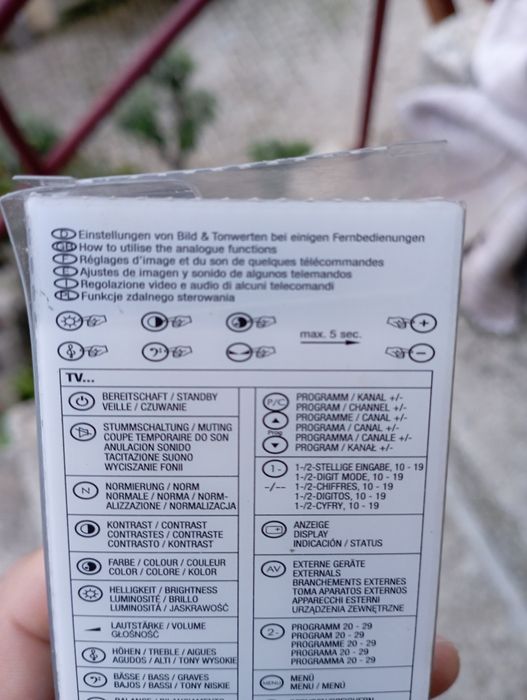 D Einstellungen von Bild & Tonwerten bei einigen Fernbedienungen
GB How to utilise the analogue functions
F Réglages d'image et du son de quelques télécommandes
E Ajustes de imagen y sonido de algunos telemandos
I Regolazione video e audio di alcuni telecomandi
PL Funkcje zdalnego sterowania
max. 5 sec.
+
−
TV...
BEREITSCHAFT / STANDBY
VEILLE / CZUWANIE
STUMMSCHALTUNG / MUTING
COUPE TEMPORAIRE DO SON
ANULACION SONIDO
TACITAZIONE SUONO
WYCISZANIE FONII
N
NORMIERUNG / NORM
NORMALE / NORMA / NORM-
ALIZZAZIONE / NORMALIZACJA
KONTRAST / CONTRAST
CONTRASTES / CONTRASTE
CONTRASTO / KONTRAST
FARBE / COLOUR / COULEUR
COLOR / COLORE / KOLOR
HELLIGKEIT / BRIGHTNESS
LUMINOSITÉ / BRILLO
LUMINOSITÁ / JASKRAWOŚĆ
LAUTSTÄRKE / VOLUME
GŁOŚNOŚĆ
HÖHEN / TREBLE / AIGUES
AGUDOS / ALTI / TONY WYSOKIE
BÄSSE / BASS / GRAVES
BAJOS / BASSI / TONY NISKIE
P/C
Prog
PROGRAMM / KANAL +/-
PROGRAM / CHANNEL +/-
PROGRAMME / CANAL +/-
PROGRAMA / CANAL +/-
PROGRAMMA / CANALE +/-
PROGRAM / KANAŁ +/-
1-
-/--
1-/2-STELLIGE EINGABE, 10 - 19
1-/2-DIGIT MODE, 10 - 19
1-/2-CHIFFRES, 10 - 19
1-/2-DIGITOS, 10 - 19
1-/2-CYFRY, 10 - 19
ANZEIGE
DISPLAY
INDICACIÓN / STATUS
AV
EXTERNE GERÄTE
EXTERNALS
BRANCHEMENTS EXTERNES
TOMA APARATOS EXTERNOS
APPARECCHI ESTERNI
URZĄDZENIA ZEWNĘTRZNE
2-
PROGRAMM 20 - 29
PROGRAM 20 - 29
PROGRAMME 20 - 29
PROGRAMA 20 - 29
PROGRAMMA 20 - 29
MENU
MENÜ
MENU / MENU